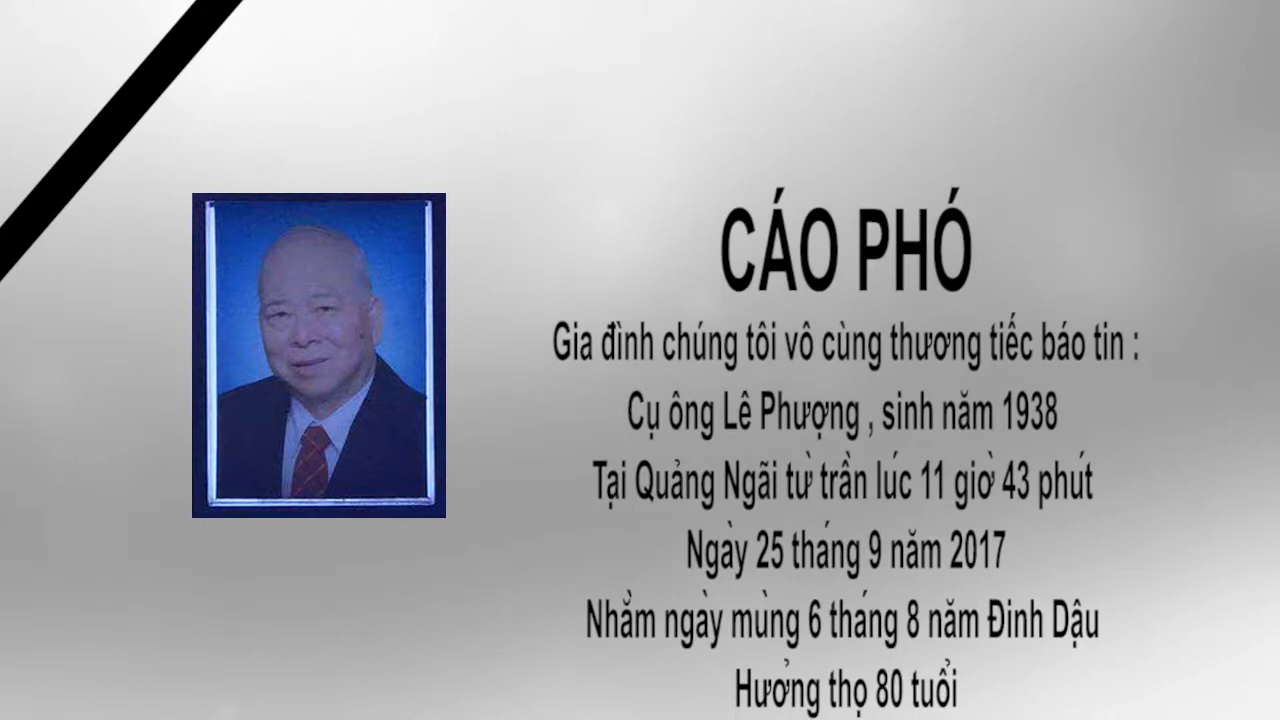 CÁO PHÓ
Gia đình chúng tôi vô cùng thương tiếc báo tin :
Cụ ông Lê Phượng , sinh năm 1938
Tại Quảng Ngãi từ trần lúc 11 giờ 43 phút
Ngày 25 tháng 9 năm 2017
Nhằm ngày mùng 6 tháng 8 năm Đinh Dậu
Hưởng thọ 80 tuổi